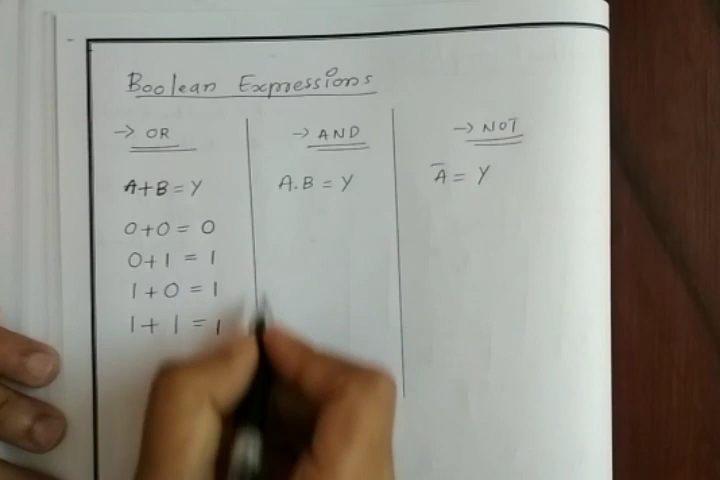 Boolean Expressions
→ OR
A+B=Y
0+0=0
0+1=1
1+0=1
1+1=1
→ AND
A.B=Y
→ NOT
A̅=Y